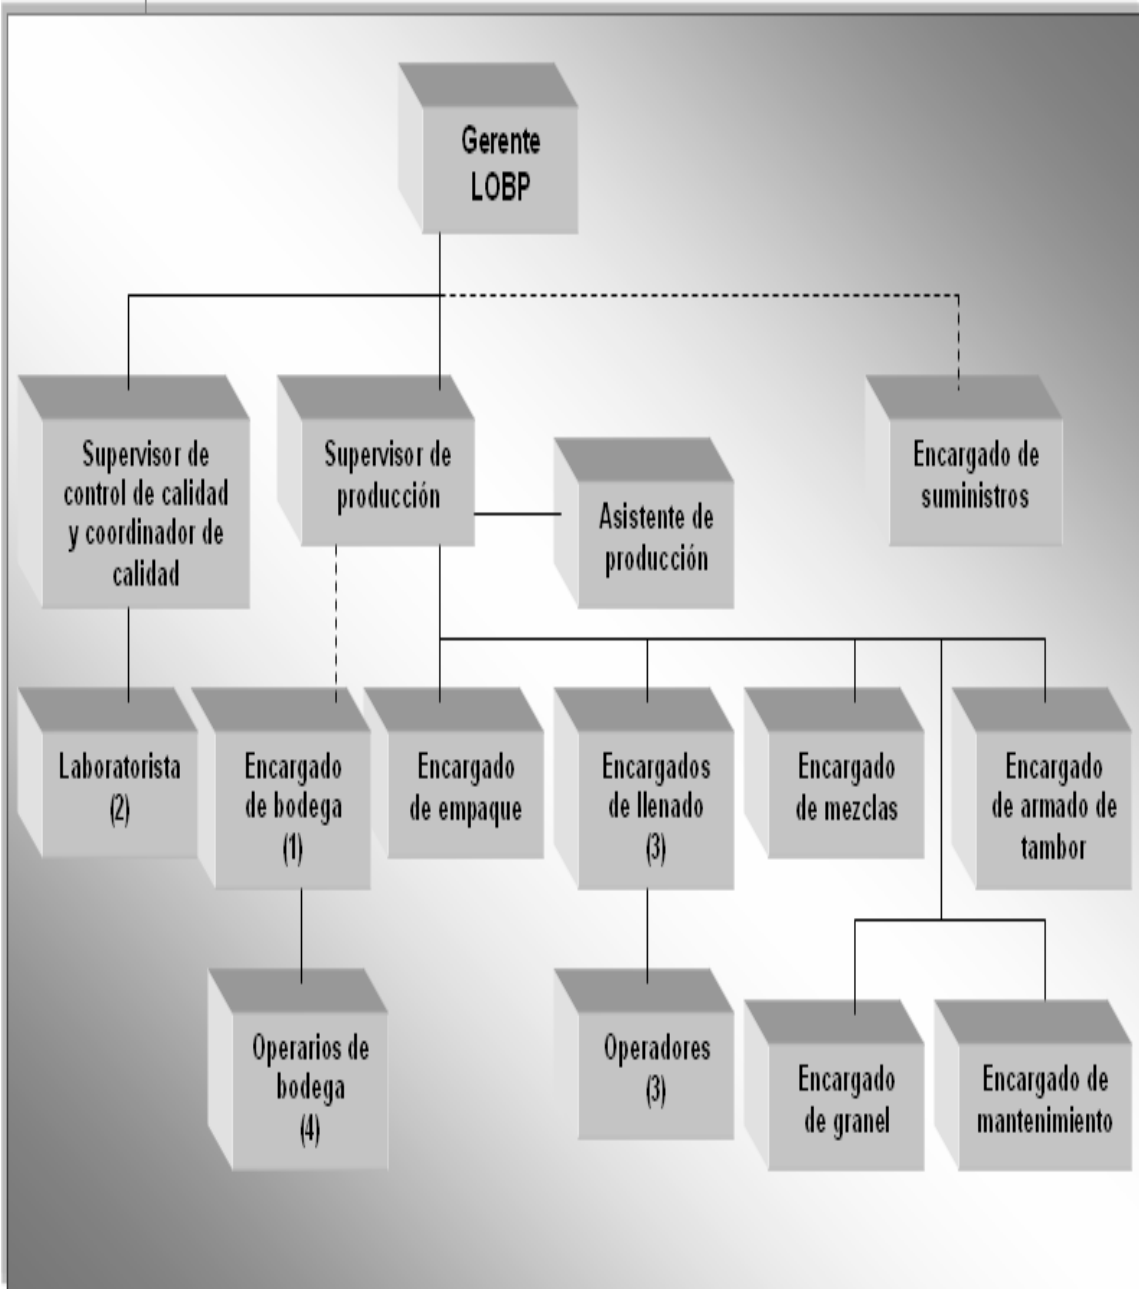 Gerente
LOBP
Supervisor de
control de calidad
y coordinador de
calidad
Supervisor de
producción
Asistente de
producción
Encargado de
suministros
Laboratorista
(2)
Encargado
de bodega
(1)
Encargado
de empaque
Encargados
de llenado
(3)
Encargado
de mezclas
Encargado
de armado de
tambor
Operarios de
bodega
(4)
Operadores
(3)
Encargado
de granel
Encargado de
mantenimiento